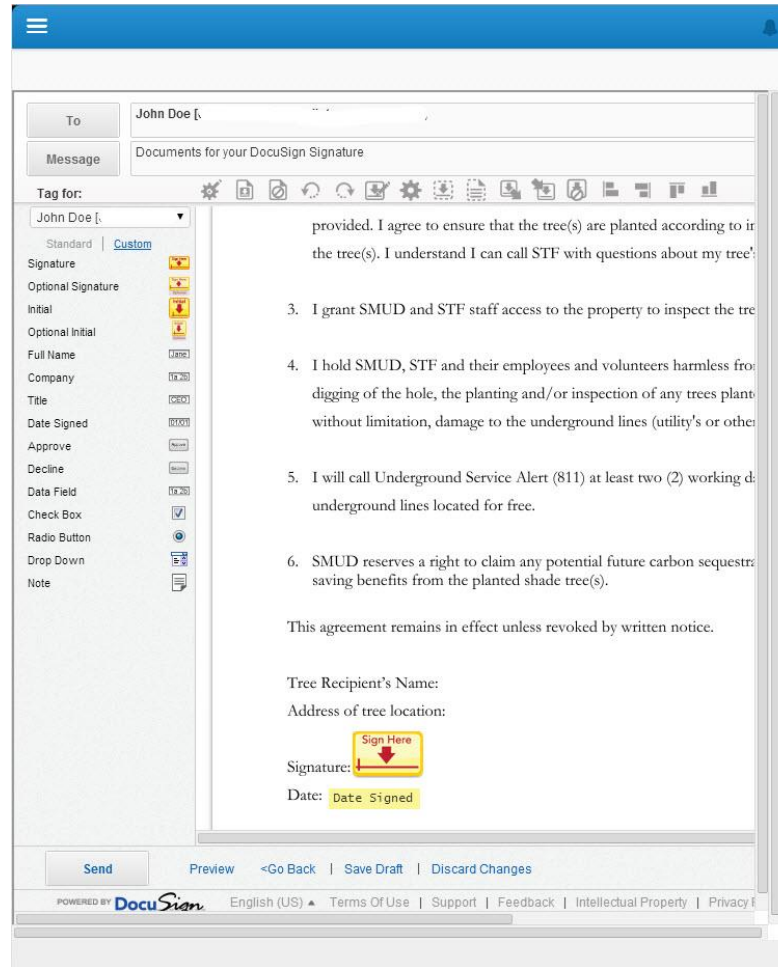 To
John Doe [
Message
Documents for your DocuSign Signature
Tag for:
John Doe [
Standard | Custom
Signature
Optional Signature
Initial
Optional Initial
Full Name
Jane
Company
1a 2b
Title
CEO
Date Signed
01/01
Approve
Decline
Data Field
1a 2b
Check Box
Radio Button
Drop Down
Note
provided. I agree to ensure that the tree(s) are planted according to
the tree(s). I understand I can call STF with questions about my tree's
3. I grant SMUD and STF staff access to the property to inspect the
4. I hold SMUD, STF and their employees and volunteers harmless
digging of the hole, the planting and/or inspection of any trees
without limitation, damage to the underground lines (utility's or
5. I will call Underground Service Alert (811) at least two (2) working
underground lines located for free.
6. SMUD reserves a right to claim any potential future carbon
saving benefits from the planted shade tree(s).
This agreement remains in effect unless revoked by written notice.
Tree Recipient's Name:
Address of tree location:
Sign Here
Signature:
Date: Date Signed
Send Preview <Go Back | Save Draft | Discard Changes
POWERED BY DocuSign English (US) ▲ Terms Of Use | Support | Feedback | Intellectual Property | Privacy